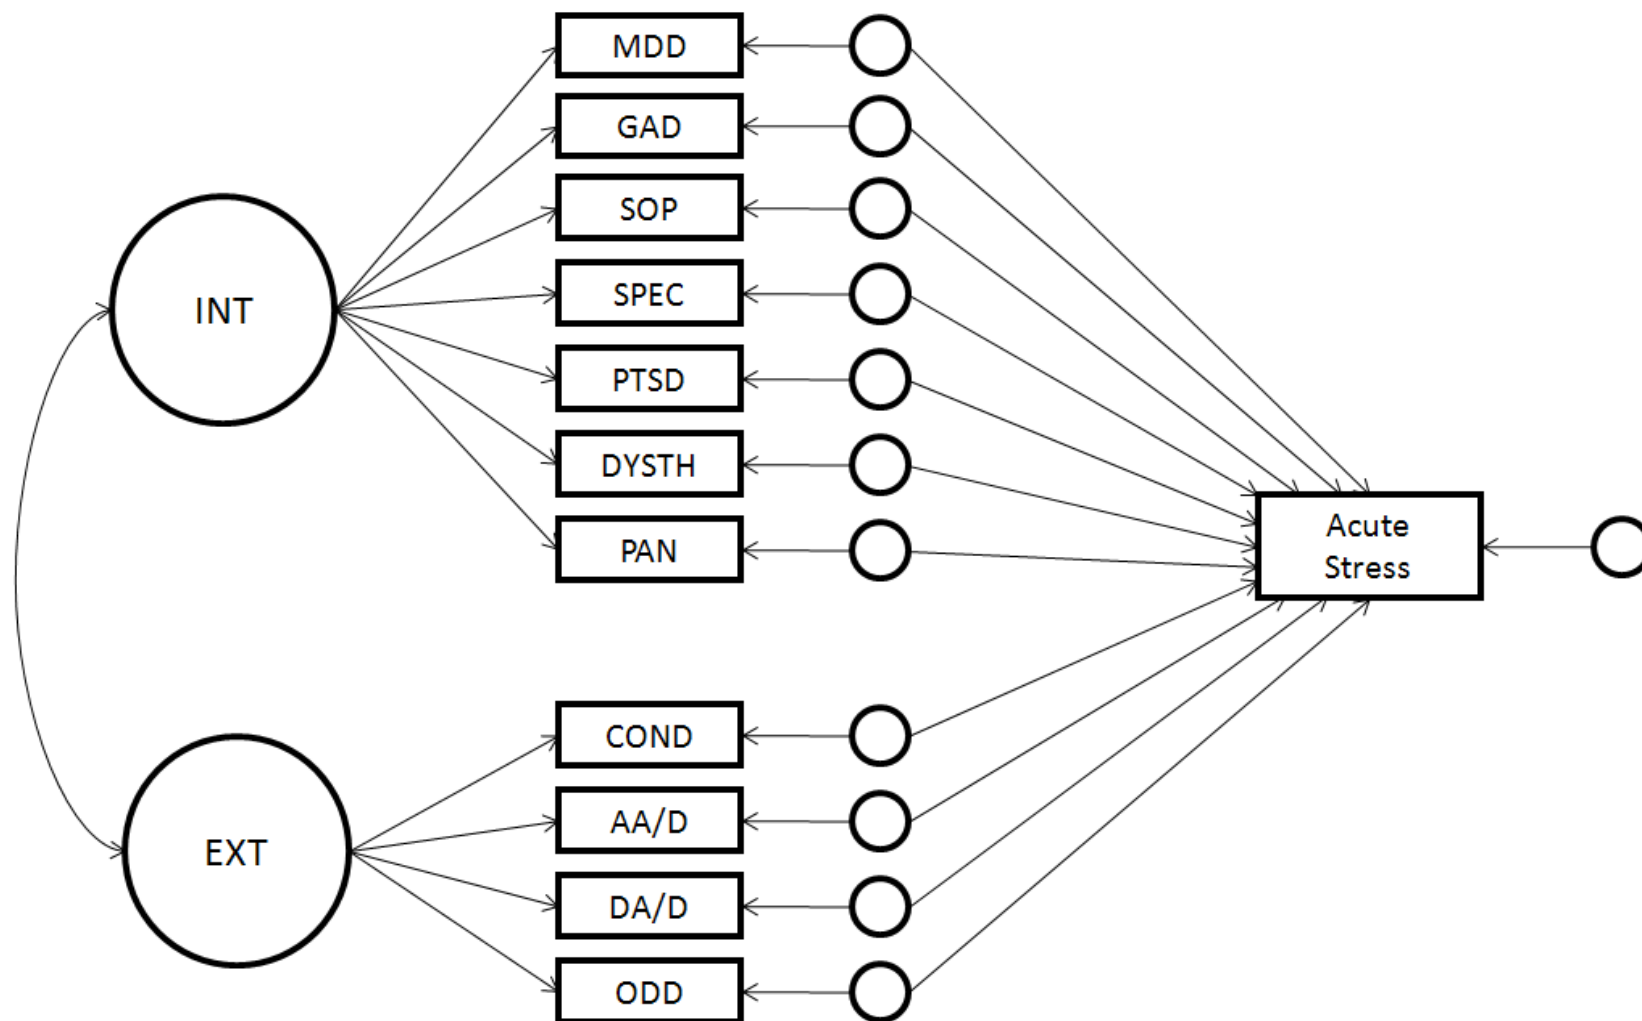 MDD
GAD
SOP
SPEC
PTSD
DYSTH
PAN
INT
Acute
Stress
COND
AA/D
DA/D
ODD
EXT